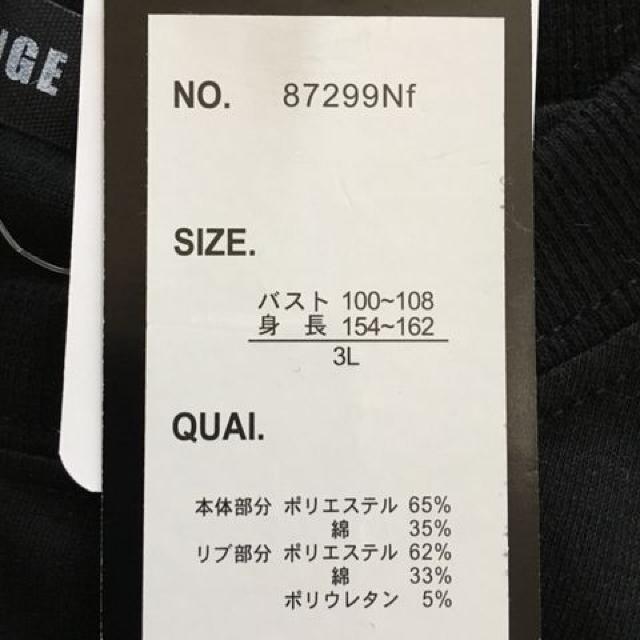 NGE
NO. 87299Nf
SIZE.
バスト 100~108
身 長 154~162
3L
QUAI.
本体部分 ポリエステル 65%
綿 35%
リブ部分 ポリエステル 62%
綿 33%
ポリウレタン 5%